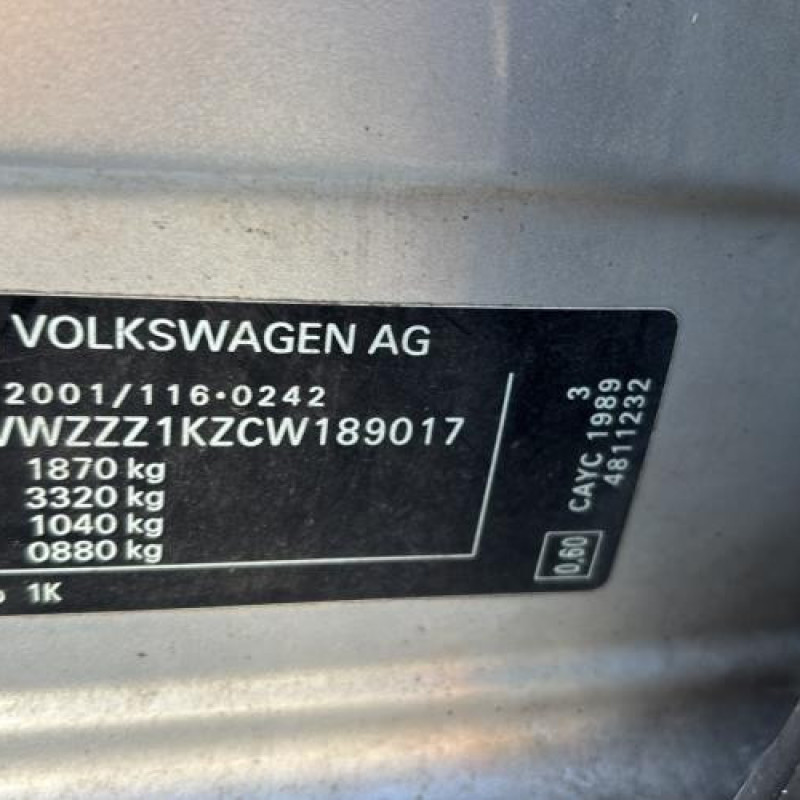 VOLKSWAGEN AG
2001/116*0242
VWZZZ1KZCW189017
1870 kg
3320 kg
1040 kg
0880 kg
1K
3
CAYC 1989
4811232
0,60